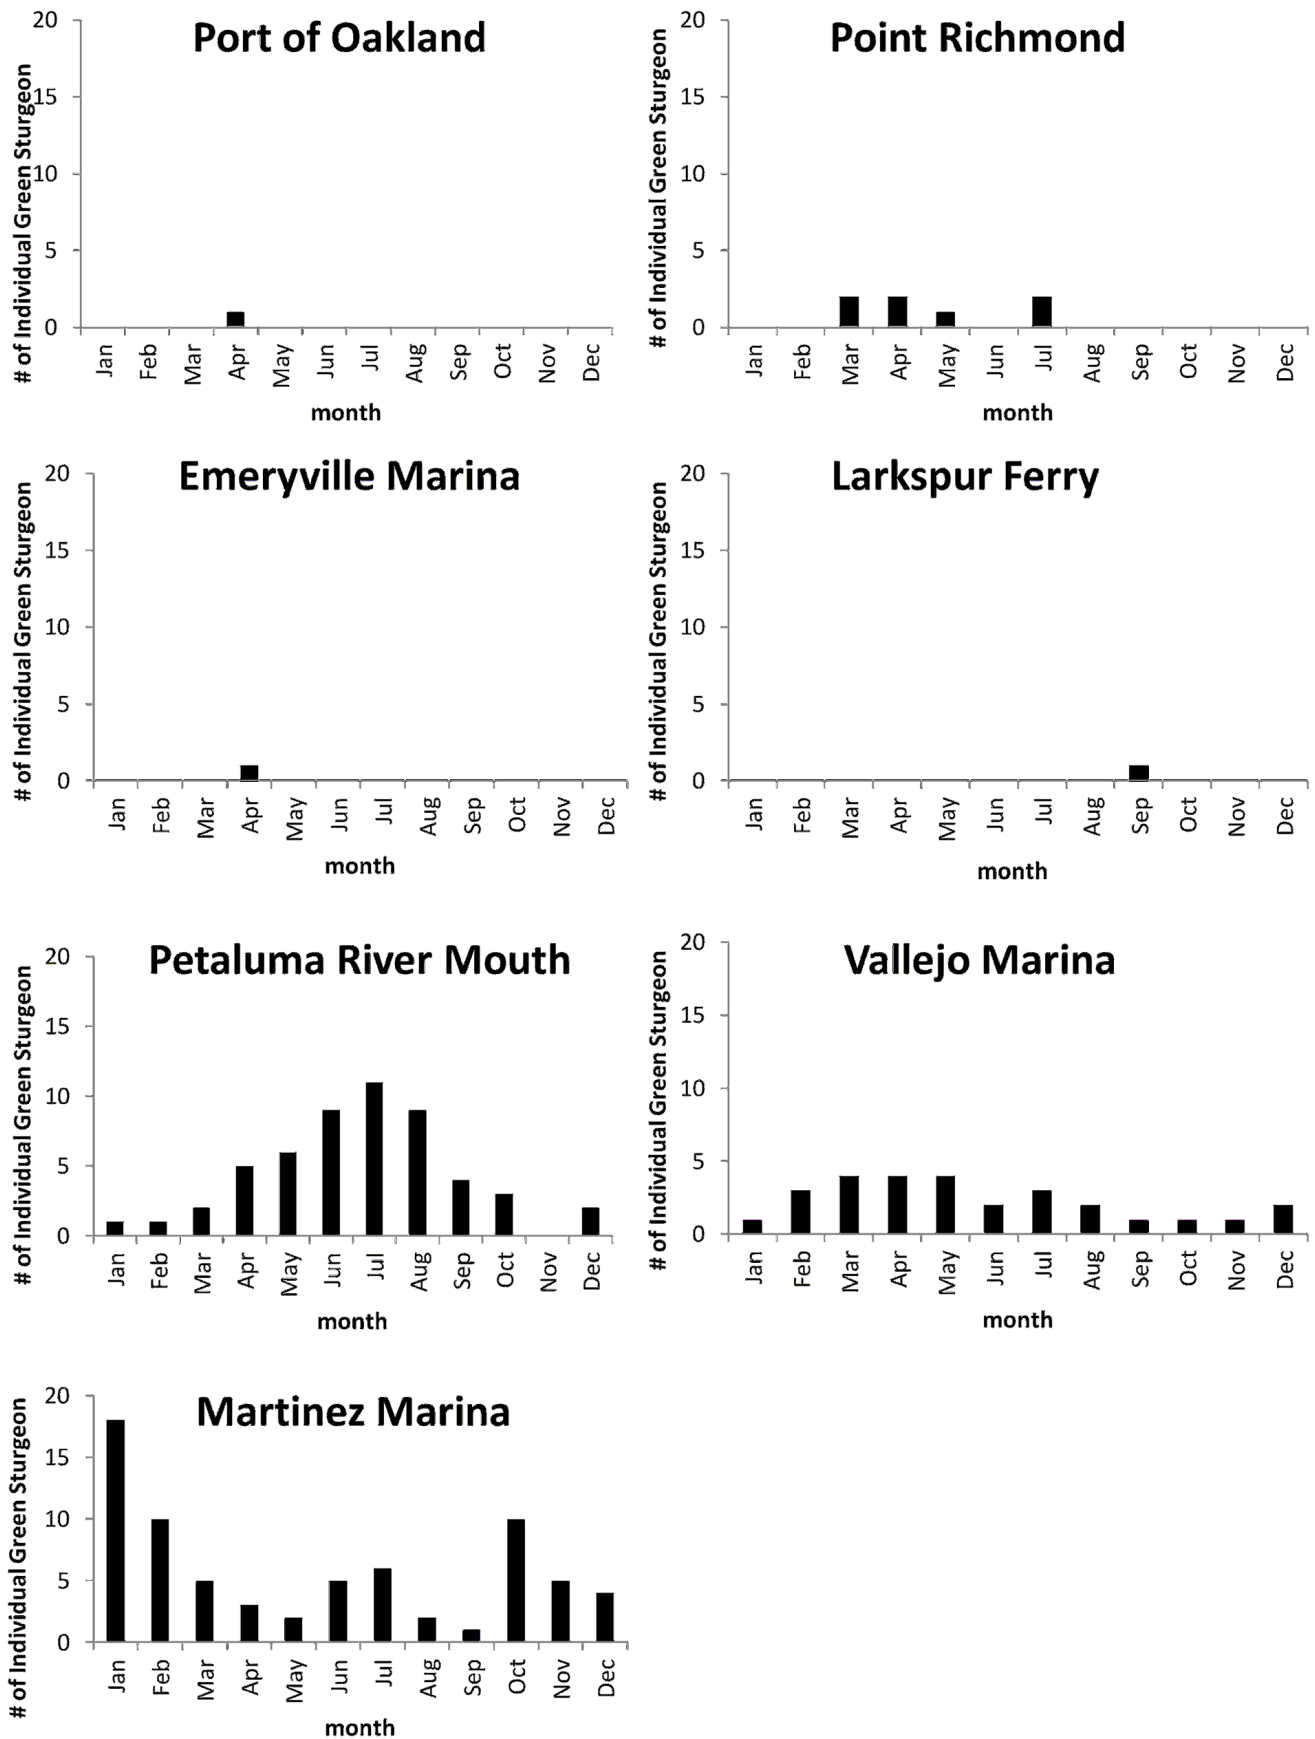 Port of Oakland
# of Individual Green Sturgeon
20
15
10
5
0
Jan Feb Mar Apr May Jun Jul Aug Sep Oct Nov Dec
month
Point Richmond
# of Individual Green Sturgeon
20
15
10
5
0
Jan Feb Mar Apr May Jun Jul Aug Sep Oct Nov Dec
month
Emeryville Marina
# of Individual Green Sturgeon
20
15
10
5
0
Jan Feb Mar Apr May Jun Jul Aug Sep Oct Nov Dec
month
Larkspur Ferry
# of Individual Green Sturgeon
20
15
10
5
0
Jan Feb Mar Apr May Jun Jul Aug Sep Oct Nov Dec
month
Petaluma River Mouth
# of Individual Green Sturgeon
20
15
10
5
0
Jan Feb Mar Apr May Jun Jul Aug Sep Oct Nov Dec
month
Vallejo Marina
# of Individual Green Sturgeon
20
15
10
5
0
Jan Feb Mar Apr May Jun Jul Aug Sep Oct Nov Dec
month
Martinez Marina
# of Individual Green Sturgeon
20
15
10
5
0
Jan Feb Mar Apr May Jun Jul Aug Sep Oct Nov Dec
month